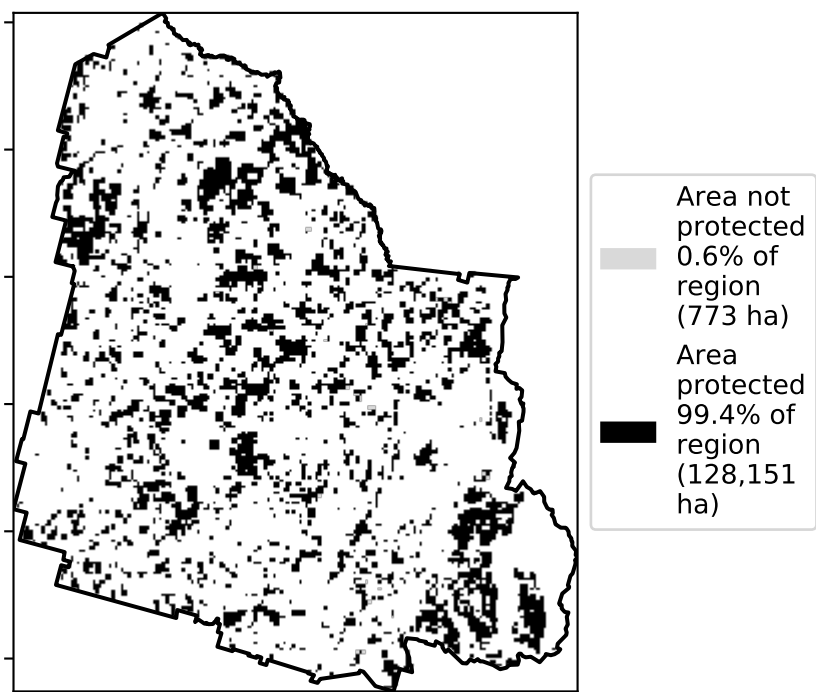 Area not
protected
0.6% of
region
(773 ha)
Area
protected
99.4% of
region
(128,151
ha)